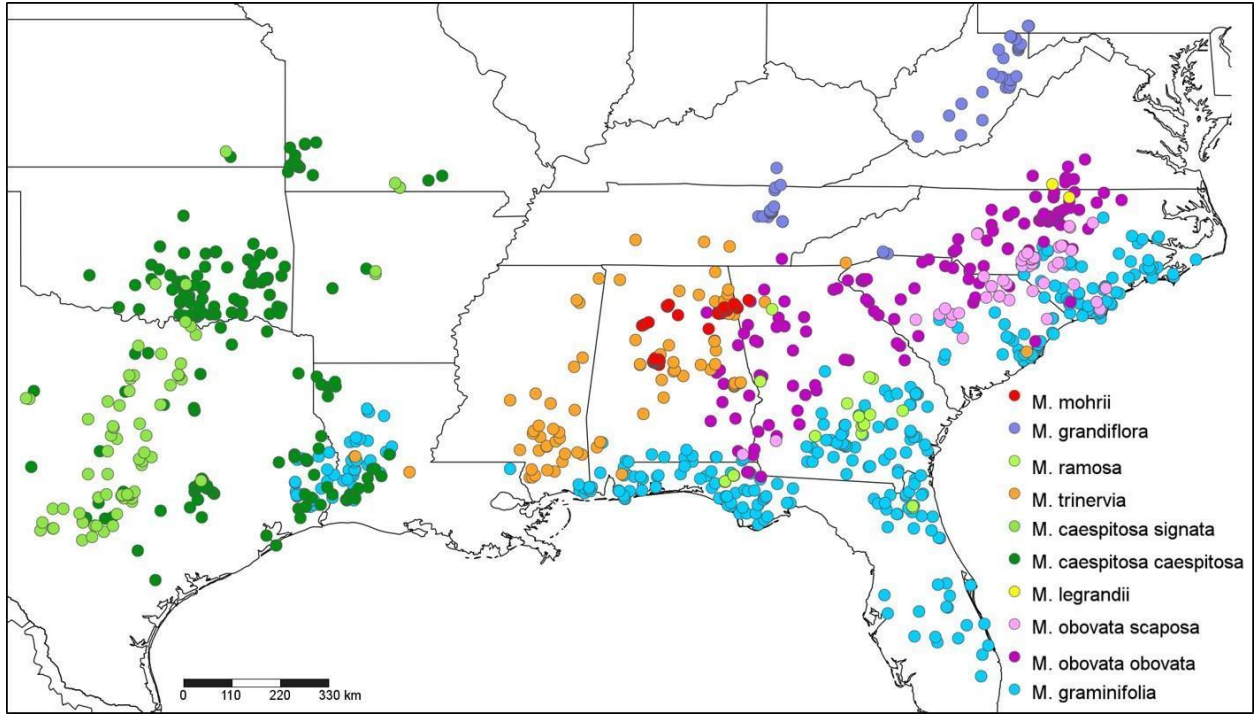 M. mohrii
M. grandiflora
M. ramosa
M. trinervia
M. caespitosa signata
M. caespitosa caespitosa
M. legrandii
M. obovata scaposa
M. obovata obovata
M. graminifolia
0 110 220 330 km